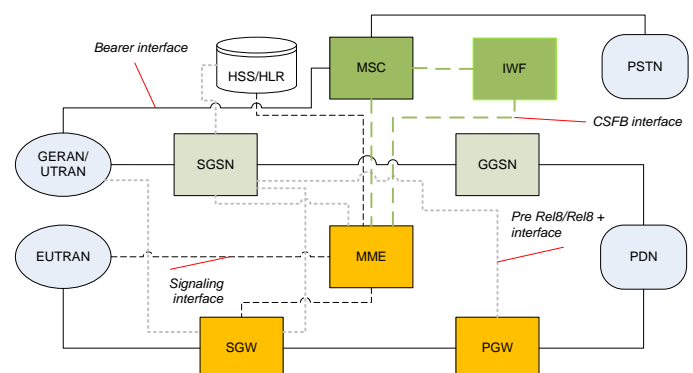 Bearer interface
HSS/HLR
MSC
IWF
PSTN
CSFB interface
GERAN/
UTRAN
SGSN
GGSN
Pre Rel8/Rel8 +
interface
EUTRAN
MME
PDN
Signaling
interface
SGW
PGW